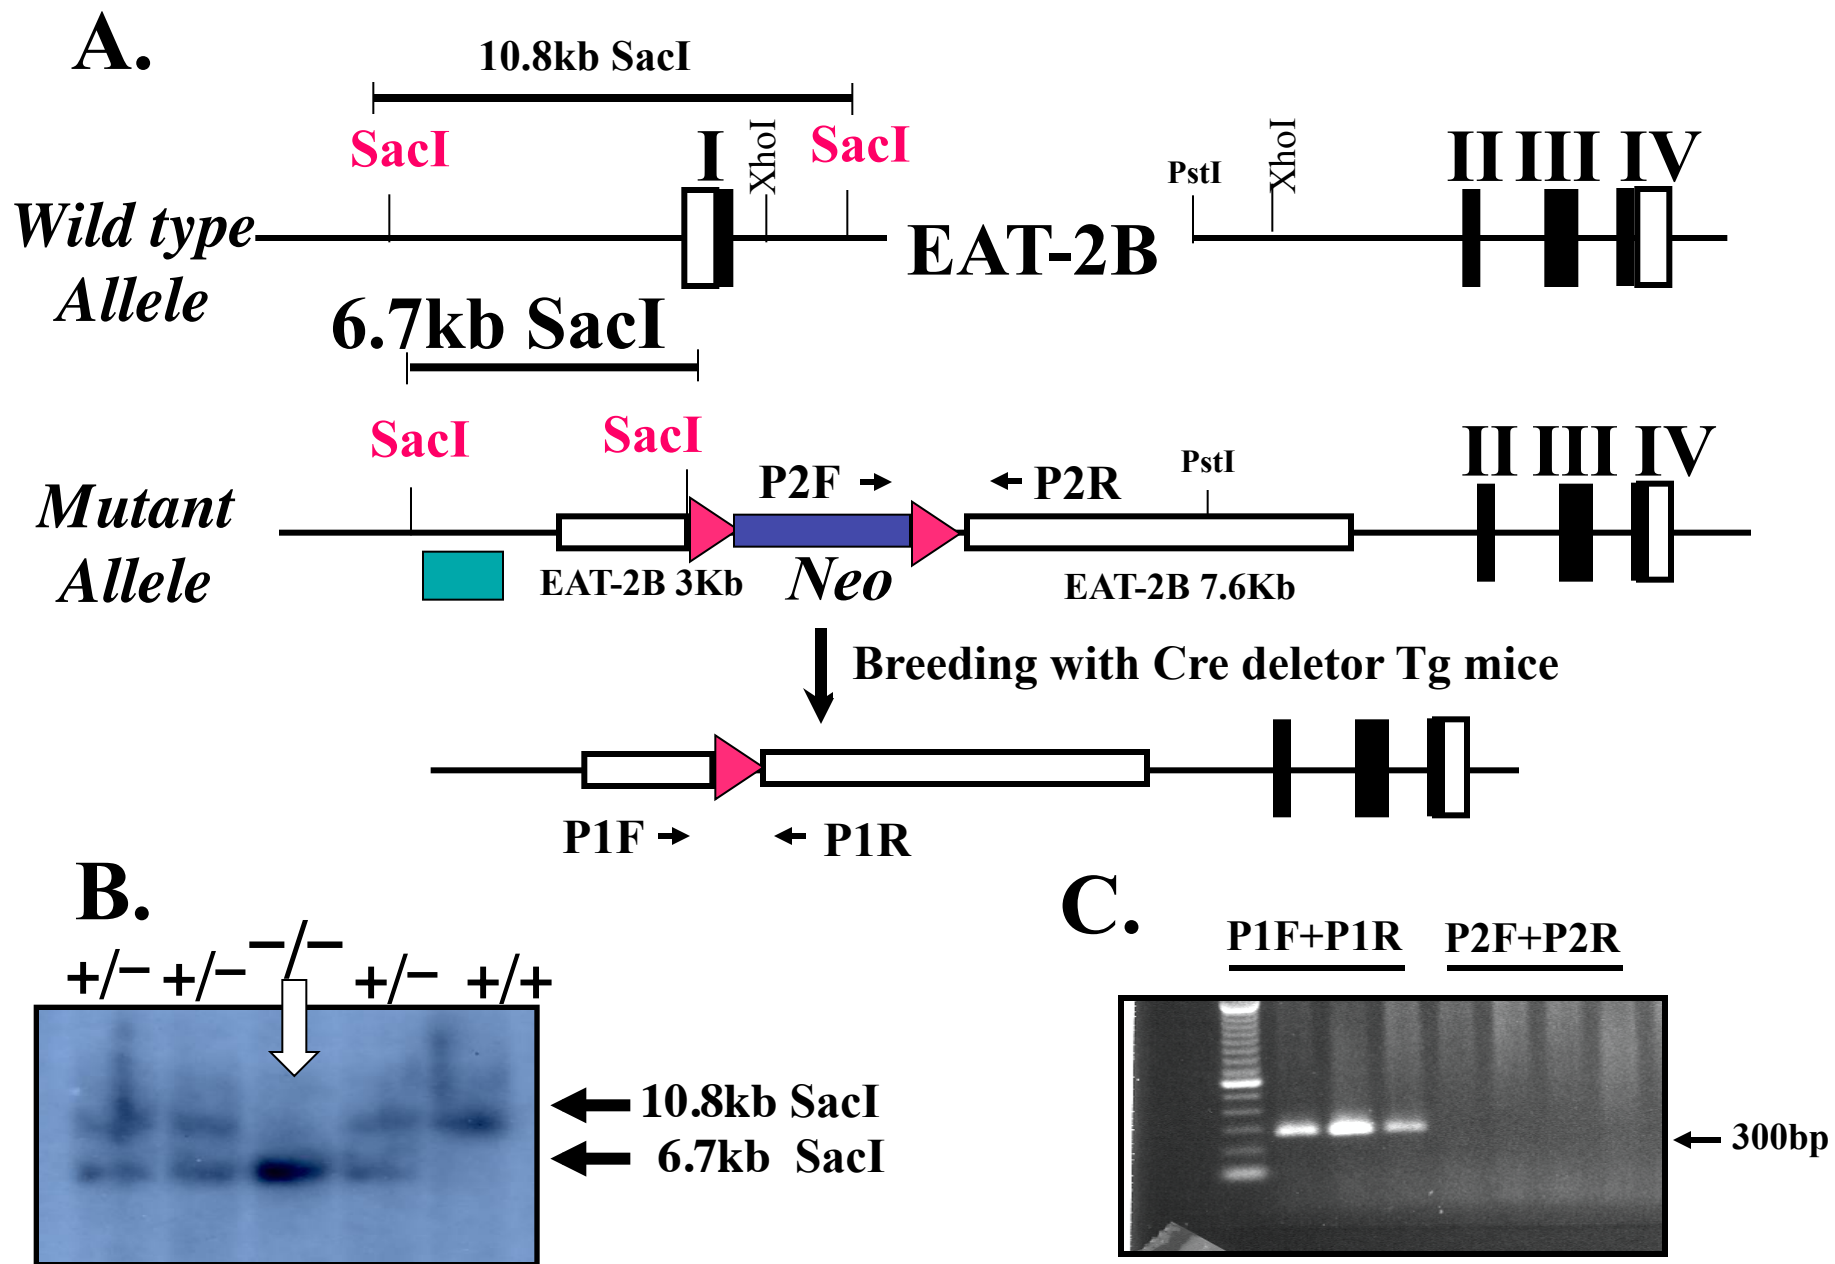 A.
10.8kb SacI
SacI I XhoI SacI PstI XhoI II III IV
Wild type
Allele
EAT-2B
6.7kb SacI
SacI SacI P2F P2R PstI II III IV
Mutant
Allele
EAT-2B 3Kb Neo EAT-2B 7.6Kb
Breeding with Cre deletor Tg mice
P1F P1R
B.
+/− +/− −/− +/− +/+
10.8kb SacI
6.7kb SacI
C.
P1F+P1R P2F+P2R
300bp